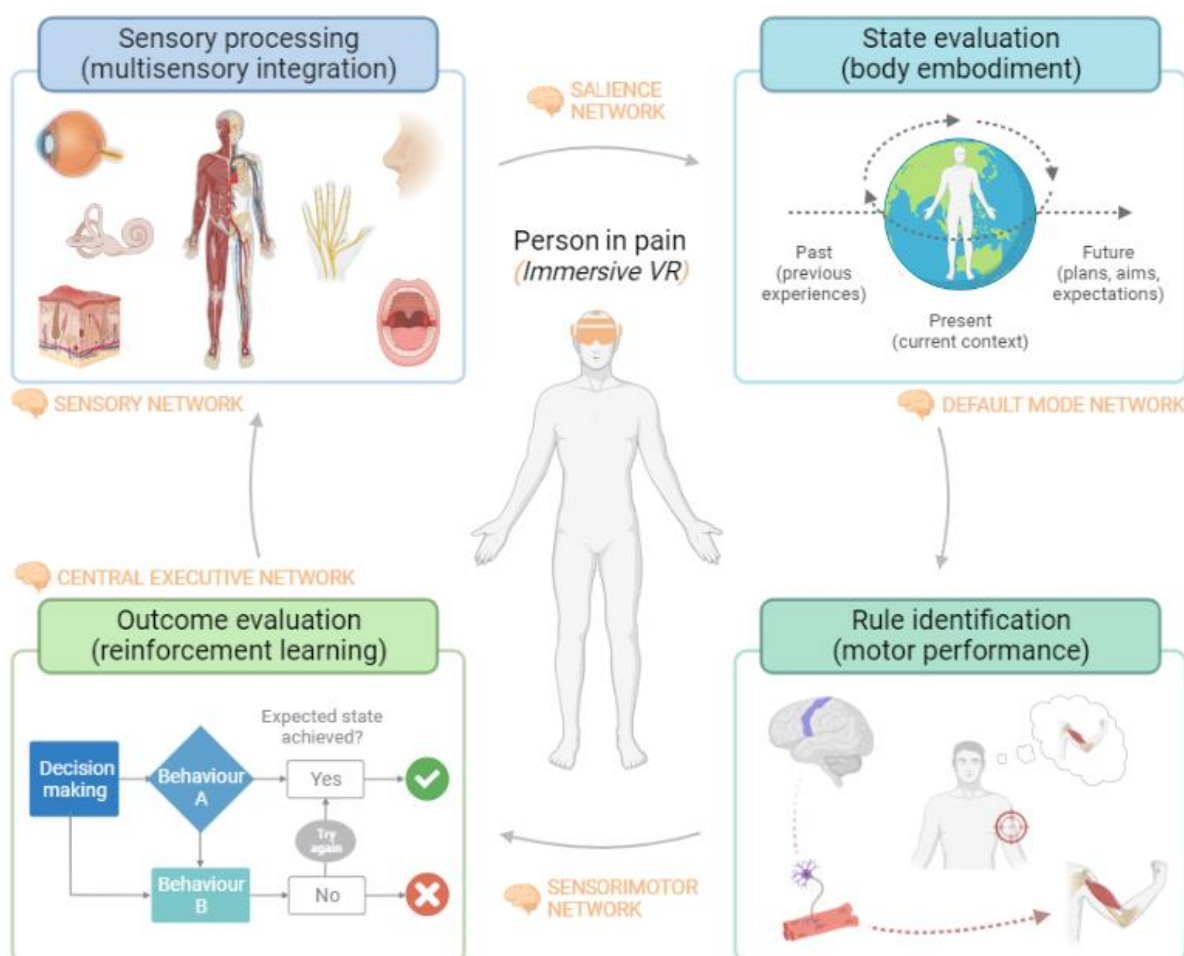 Sensory processing
(multisensory integration)
SALIENCE
NETWORK
State evaluation
(body embodiment)
Person in pain
(Immersive VR)
Past
(previous
experiences)
Present
(current context)
Future
(plans, aims,
expectations)
SENSORY NETWORK
DEFAULT MODE NETWORK
CENTRAL EXECUTIVE NETWORK
Outcome evaluation
(reinforcement learning)
Expected state
achieved?
Decision
making
Behaviour
A
Yes
Try
again
Behaviour
B
No
SENSORIMOTOR
NETWORK
Rule identification
(motor performance)